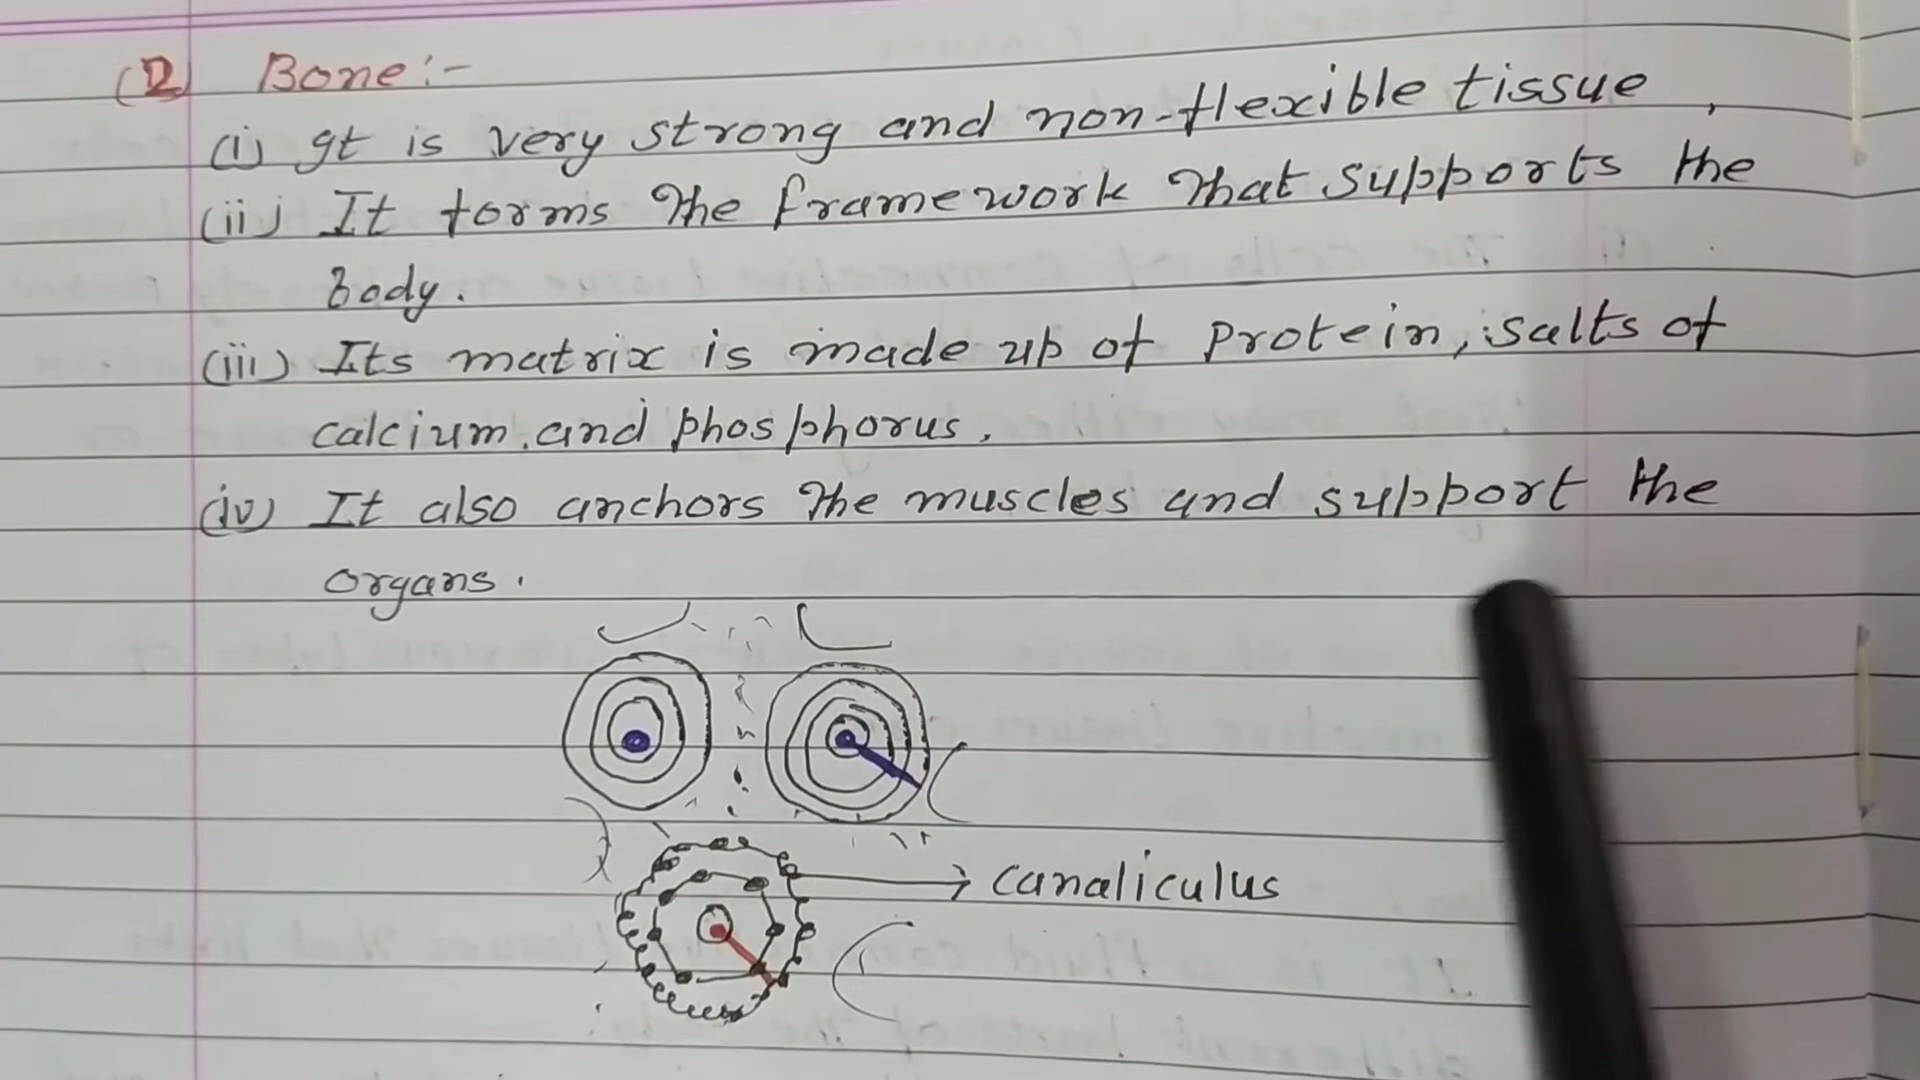 (2) Bone:-
(i) It is very strong and non-flexible tissue,
(ii) It forms the framework that supports the
Body.
(iii) Its matrix is made up of Protein, salts of
calcium and phosphorus.
(iv) It also anchors the muscles and support the
organs.
canaliculus